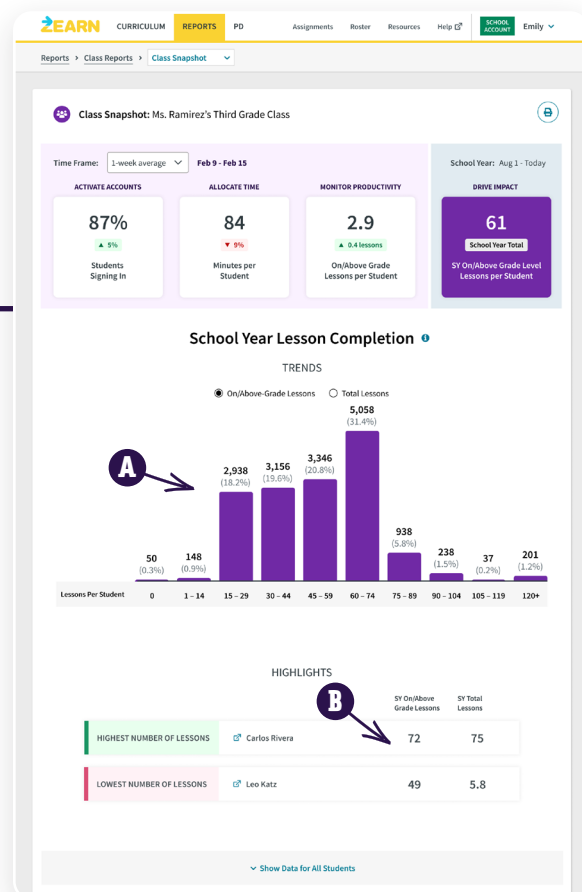 ZEARN CURRICULUM REPORTS PD Assignments Roster Resources Help SCHOOL ACCOUNT Emily
Reports > Class Reports > Class Snapshot
Class Snapshot: Ms. Ramirez's Third Grade Class
Time Frame: 1-week average Feb 9 - Feb 15 School Year: Aug 1 - Today
ACTIVATE ACCOUNTS ALLOCATE TIME MONITOR PRODUCTIVITY DRIVE IMPACT
87% 84 2.9 61
▲ 5% ▼ 9% ▲ 0.4 lessons School Year Total
Students Minutes per On/Above Grade SY On/Above Grade Level
Signing In Student Lessons per Student Lessons per Student
School Year Lesson Completion
TRENDS
On/Above-Grade Lessons Total Lessons
A
50 148 2,938 3,156 3,346 5,058 938 238 37 201
(0.3%) (0.9%) (18.2%) (19.6%) (20.8%) (31.4%) (5.8%) (1.5%) (0.2%) (1.2%)
Lessons Per Student 0 1 – 14 15 – 29 30 – 44 45 – 59 60 – 74 75 – 89 90 – 104 105 – 119 120+
HIGHLIGHTS
B
SY On/Above SY Total
Grade Lessons Lessons
HIGHEST NUMBER OF LESSONS Carlos Rivera 72 75
LOWEST NUMBER OF LESSONS Leo Katz 49 5.8
Show Data for All Students